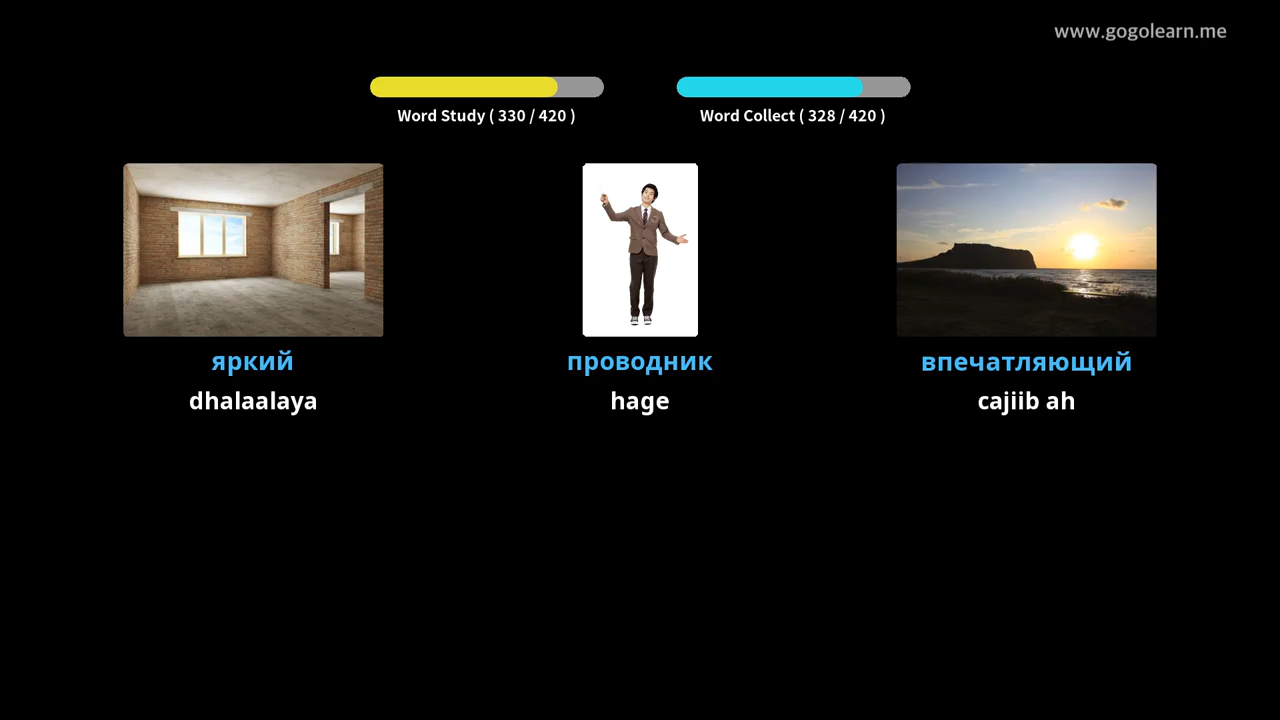 www.gogolearn.me
Word Study ( 330 / 420 )
Word Collect ( 328 / 420 )
яркий
dhalaalaya
проводник
hage
впечатляющий
cajiib ah